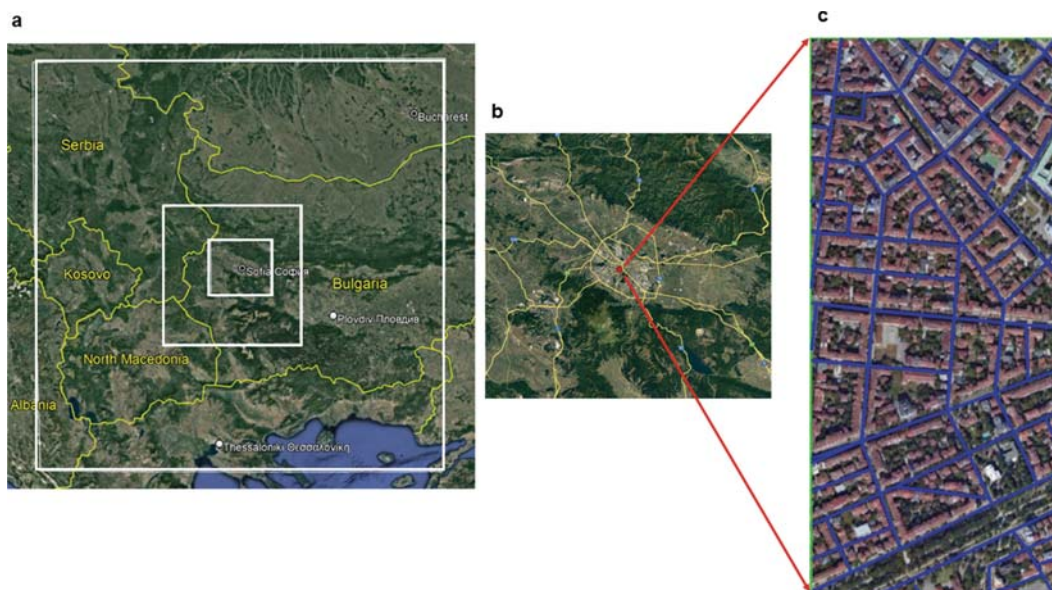 a
Bucharest
Serbia
Kosovo
Sofia София
Bulgaria
Plovdiv Пловдив
North Macedonia
Albania
Thessaloniki Θεσσαλονίκη
b
c